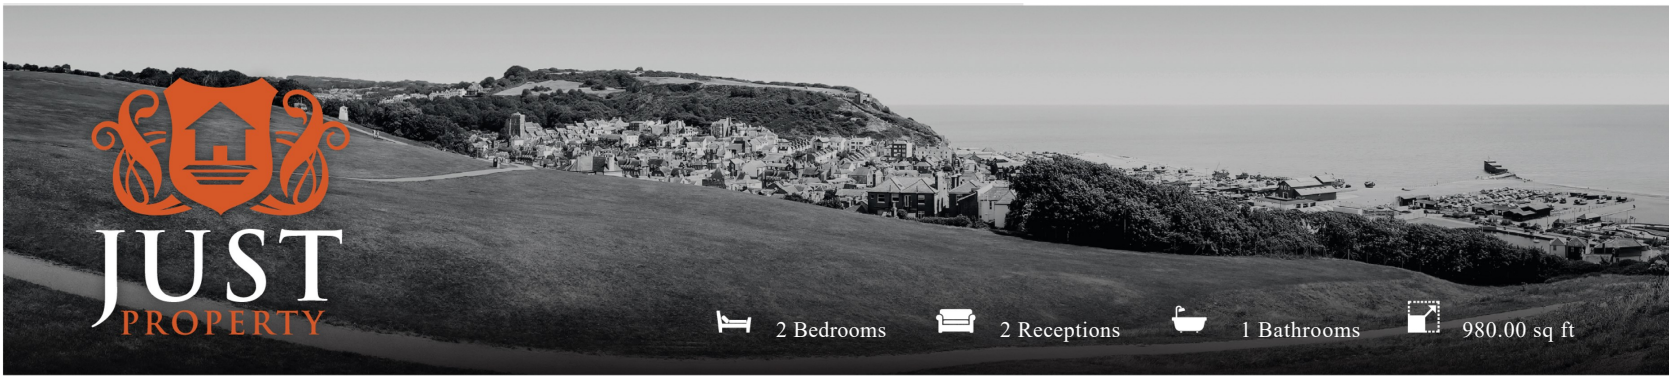 JUST
PROPERTY
2 Bedrooms
2 Receptions
1 Bathrooms
980.00 sq ft